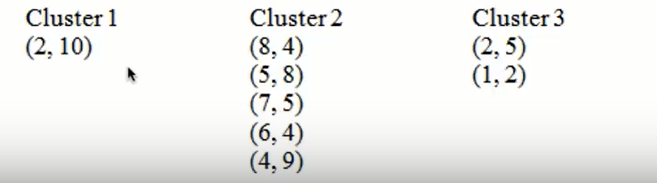 Cluster 1 Cluster 2 Cluster 3
(2, 10) (8, 4) (2, 5)
(5, 8) (1, 2)
(7, 5)
(6, 4)
(4, 9)